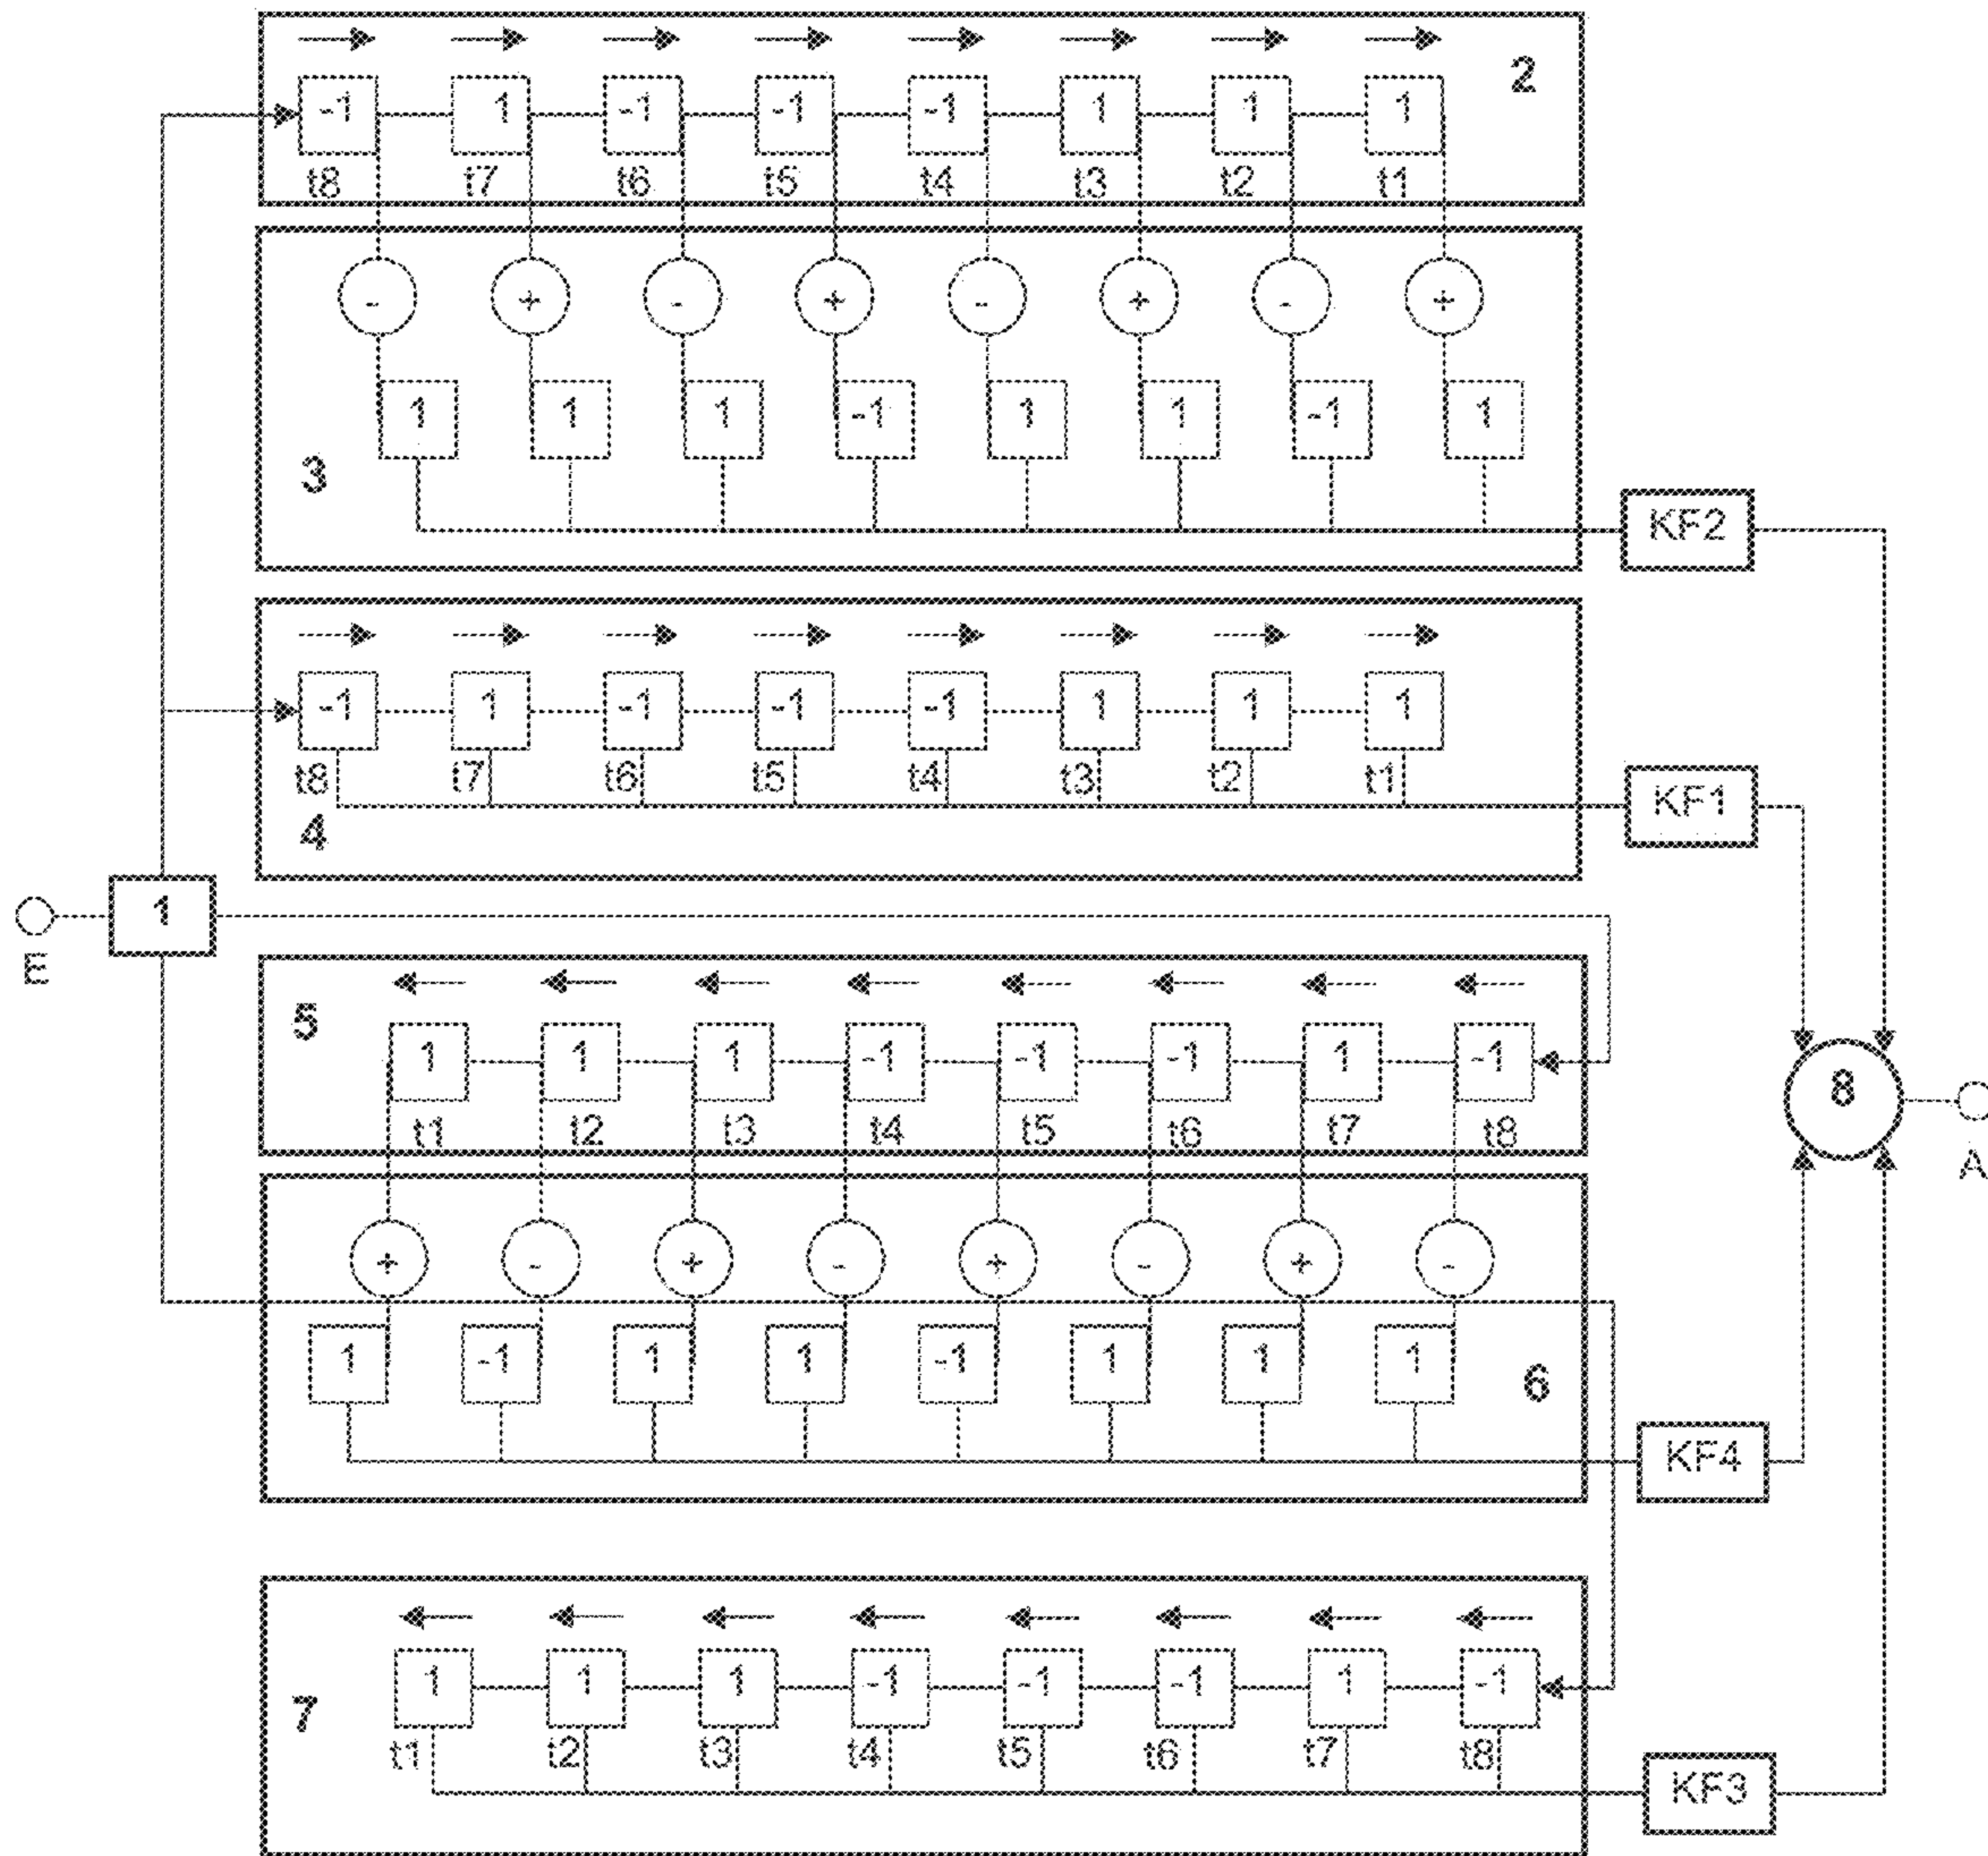 2
-1 1 -1 -1 -1 1 1 1
t8 t7 t6 t5 t4 t3 t2 t1
- + - + - + - +
1 1 1 -1 1 1 -1 1
3
KF2
-1 1 -1 -1 -1 1 1 1
t8 t7 t6 t5 t4 t3 t2 t1
KF1
4
1
E
5
1 1 1 -1 -1 -1 1 -1
t1 t2 t3 t4 t5 t6 t7 t8
8
A
+ - + - + - + -
1 -1 1 1 -1 1 1 1
6
KF4
1 1 1 -1 -1 -1 1 -1
7
t1 t2 t3 t4 t5 t6 t7 t8
KF3